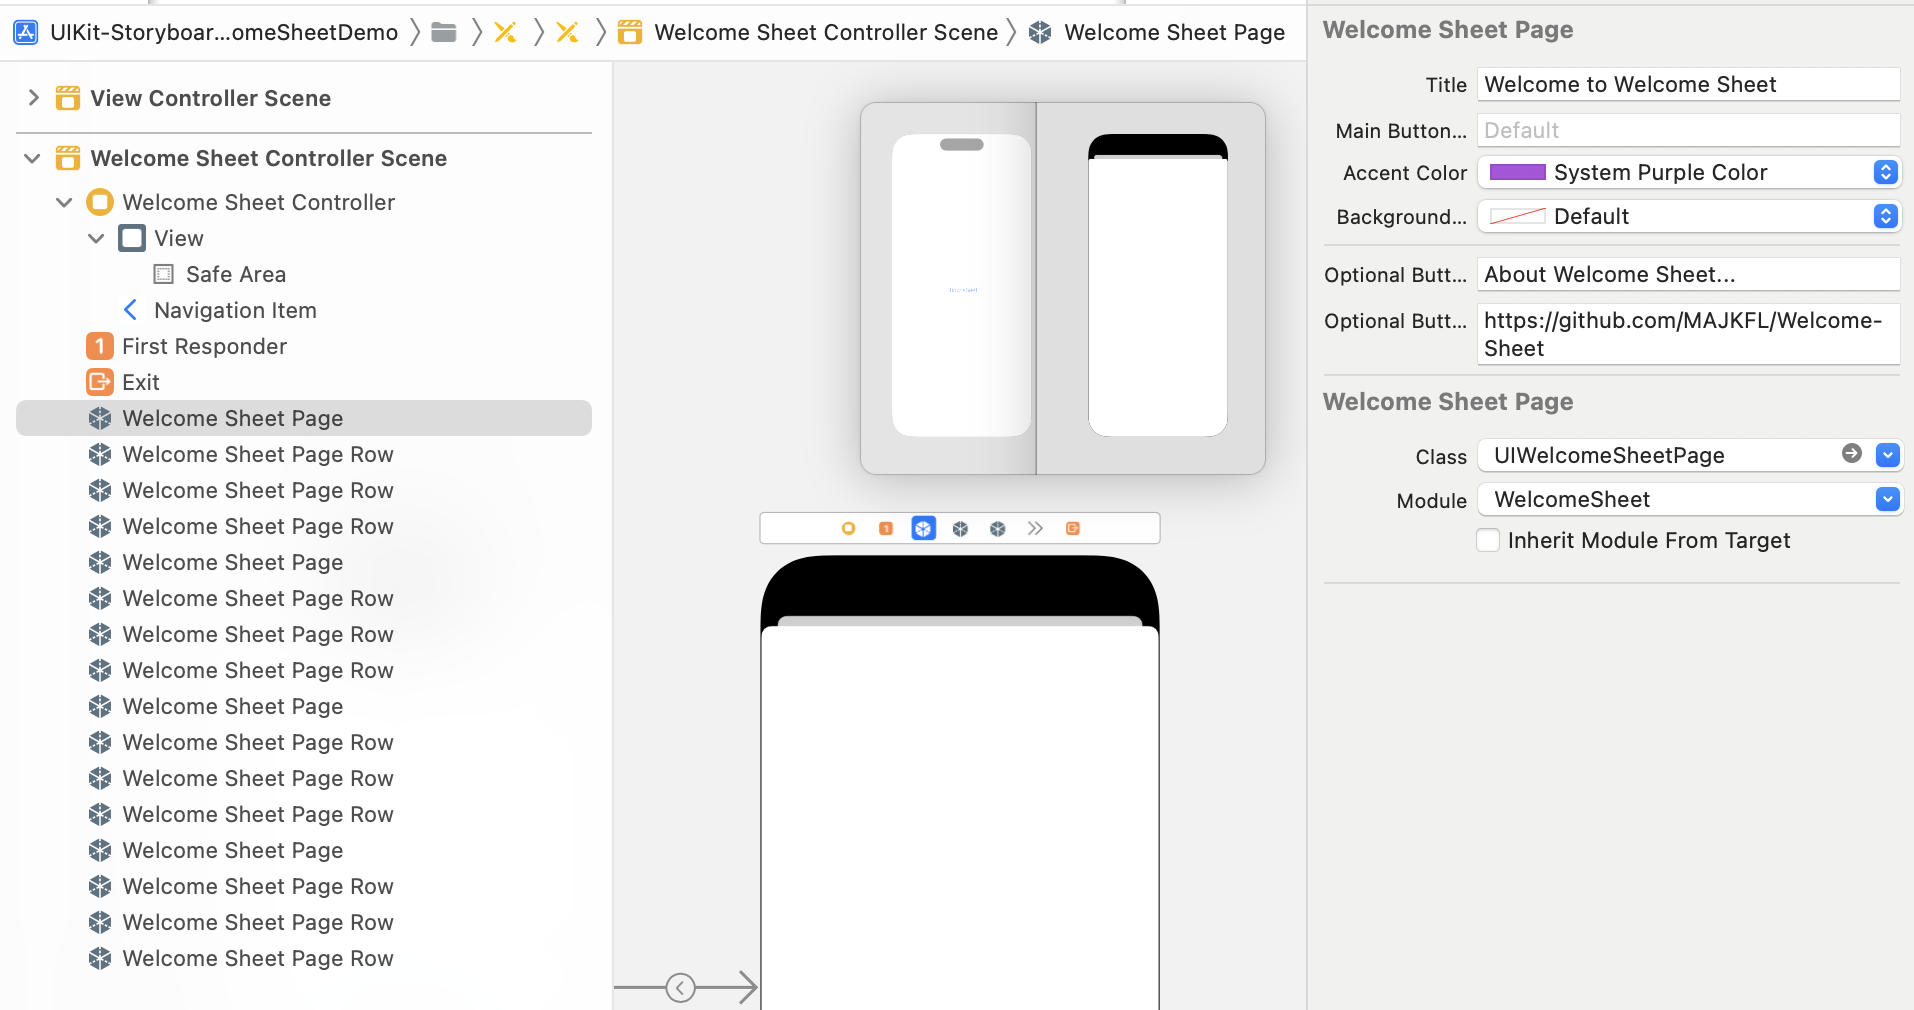 UIKit-Storyboar...omeSheetDemo
Welcome Sheet Controller Scene
Welcome Sheet Page
View Controller Scene
Welcome Sheet Controller Scene
Welcome Sheet Controller
View
Safe Area
Navigation Item
1 First Responder
Exit
Welcome Sheet Page
Welcome Sheet Page Row
Welcome Sheet Page Row
Welcome Sheet Page Row
Welcome Sheet Page
Welcome Sheet Page Row
Welcome Sheet Page Row
Welcome Sheet Page Row
Welcome Sheet Page
Welcome Sheet Page Row
Welcome Sheet Page Row
Welcome Sheet Page Row
Welcome Sheet Page
Welcome Sheet Page Row
Welcome Sheet Page Row
Welcome Sheet Page Row
1
Welcome Sheet Page
Title Welcome to Welcome Sheet
Main Button... Default
Accent Color System Purple Color
Background... Default
Optional Butt... About Welcome Sheet...
Optional Butt... https://github.com/MAJKFL/Welcome-
Sheet
Welcome Sheet Page
Class UIWelcomeSheetPage
Module WelcomeSheet
Inherit Module From Target